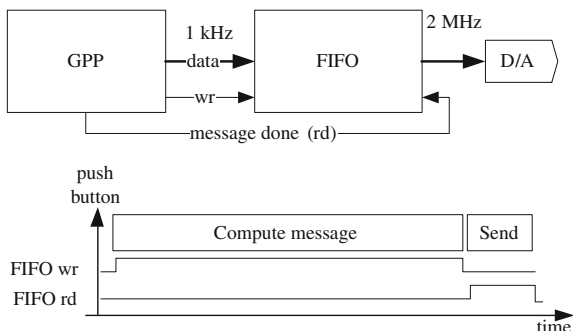 1 kHz
2 MHz
GPP
data
FIFO
D/A
wr
message done (rd)
push
button
Compute message
Send
FIFO wr
FIFO rd
time